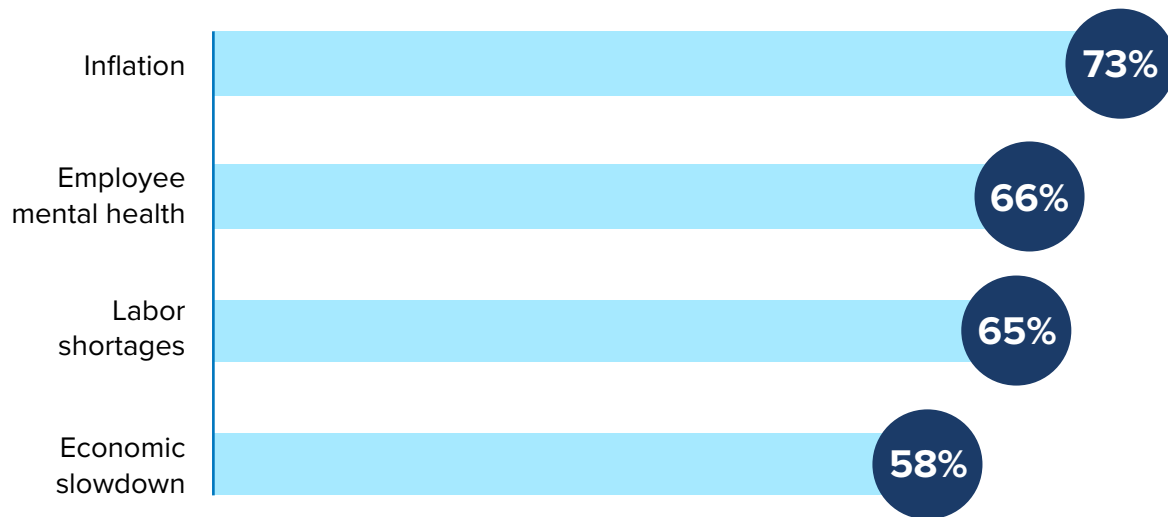 Inflation
73%
Employee
mental health
66%
Labor
shortages
65%
Economic
slowdown
58%